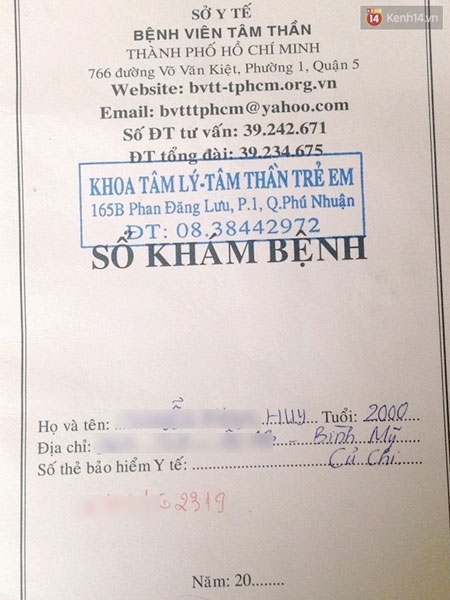 Kenh14.vn
SỞ Y TẾ
BỆNH VIÊN TÂM THẦN
THÀNH PHỐ HỒ CHÍ MINH
766 đường Võ Văn Kiệt, Phường 1, Quận 5
Website: bvtt-tphcm.org.vn
Email: bvtttphcm@yahoo.com
Số ĐT tư vấn: 39.242.671
ĐT tổng đài: 39.234.675
KHOA TÂM LÝ-TÂM THẦN TRẺ EM
165B Phan Đăng Lưu, P.1, Q.Phú Nhuận
ĐT: 08.38442972
SỔ KHÁM BỆNH
Họ và tên: HUY Tuổi: 2000
Địa chỉ: - Bình Mỹ
Số thẻ bảo hiểm Y tế: Củ Chi
2319
Năm: 20........